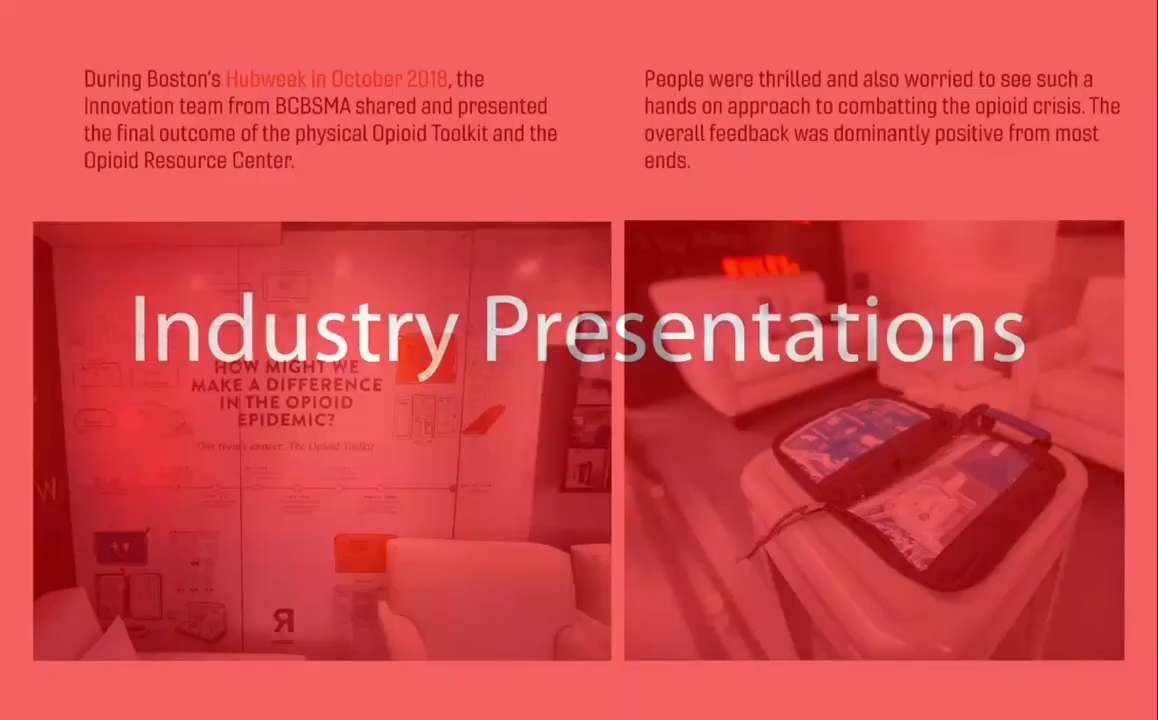 During Boston's Hubweek in October 2018, the
Innovation team from BCBSMA shared and presented
the final outcome of the physical Opioid Toolkit and the
Opioid Resource Center.
People were thrilled and also worried to see such a
hands on approach to combatting the opioid crisis. The
overall feedback was dominantly positive from most
ends.
Industry Presentations
HOW MIGHT WE
MAKE A DIFFERENCE
IN THE OPIOID
EPIDEMIC?
Our team's answer: The Opioid Toolkit
W